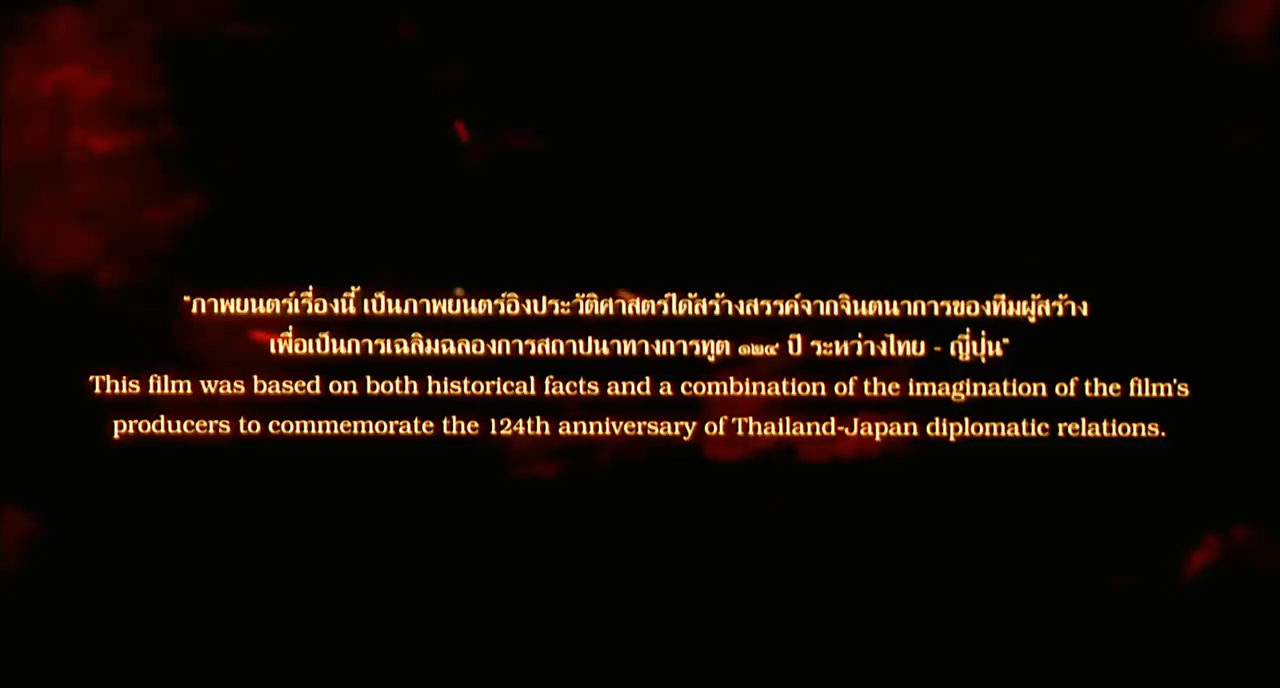 "ภาพยนตร์เรื่องนี้ เป็นภาพยนตร์อิงประวัติศาสตร์ได้สร้างสรรค์จากจินตนาการของทีมผู้สร้าง
เพื่อเป็นการเฉลิมฉลองการสถาปนาทางการทูต ๑๒๔ ปี ระหว่างไทย - ญี่ปุ่น"
This film was based on both historical facts and a combination of the imagination of the film's
producers to commemorate the 124th anniversary of Thailand-Japan diplomatic relations.